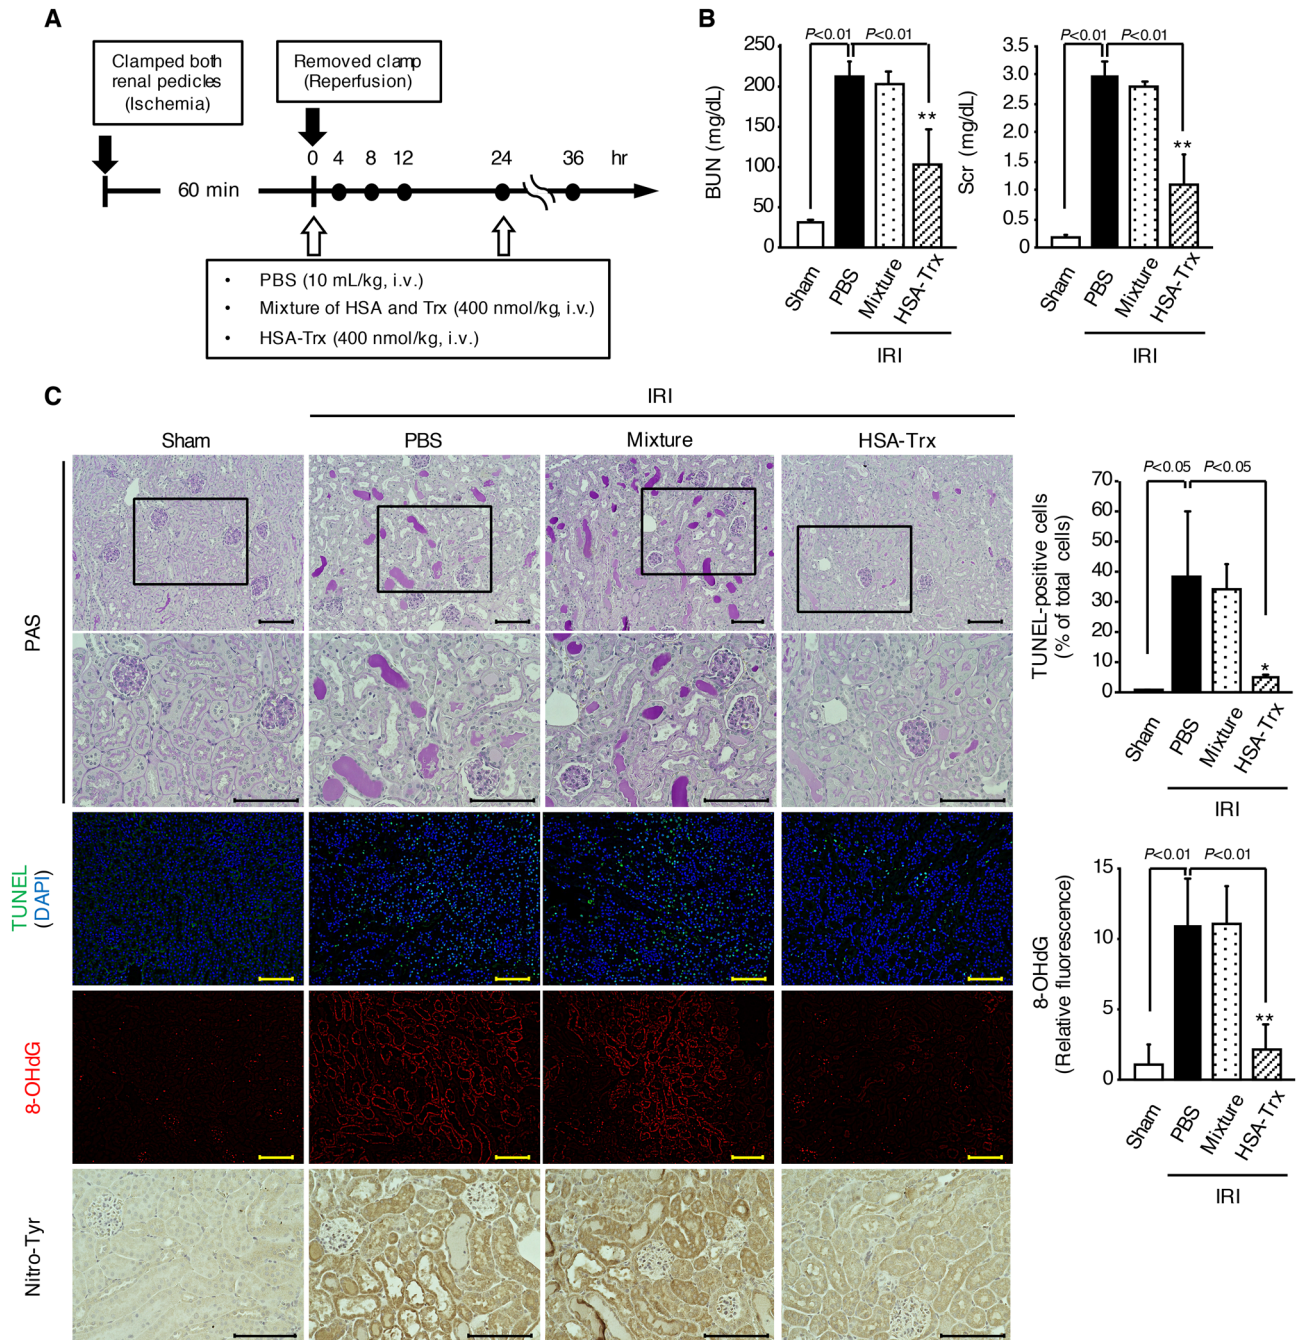 A
Clamped both
renal pedicles
(Ischemia)
Removed clamp
(Reperfusion)
0 4 8 12 24 36 hr
60 min
• PBS (10 mL/kg, i.v.)
• Mixture of HSA and Trx (400 nmol/kg, i.v.)
• HSA-Trx (400 nmol/kg, i.v.)
B
P<0.01 P<0.01
BUN (mg/dL)
250
200
150
100
50
0
**
Sham
PBS
Mixture
HSA-Trx
IRI
P<0.01 P<0.01
Scr (mg/dL)
3.5
3.0
2.5
2.0
1.5
1.0
0.5
0
**
Sham
PBS
Mixture
HSA-Trx
IRI
C
IRI
Sham PBS Mixture HSA-Trx
PAS
TUNEL
(DAPI)
8-OHdG
Nitro-Tyr
P<0.05 P<0.05
TUNEL-positive cells
(% of total cells)
70
60
50
40
30
20
10
0
*
Sham
PBS
Mixture
HSA-Trx
IRI
P<0.01 P<0.01
8-OHdG
(Relative fluorescence)
15
10
5
0
**
Sham
PBS
Mixture
HSA-Trx
IRI